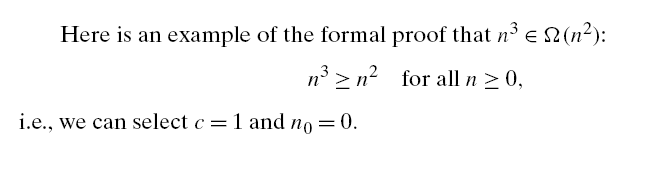 Here is an example of the formal proof that n³ ∈ Ω(n²):
n³ ≥ n² for all n ≥ 0,
i.e., we can select c = 1 and n₀ = 0.